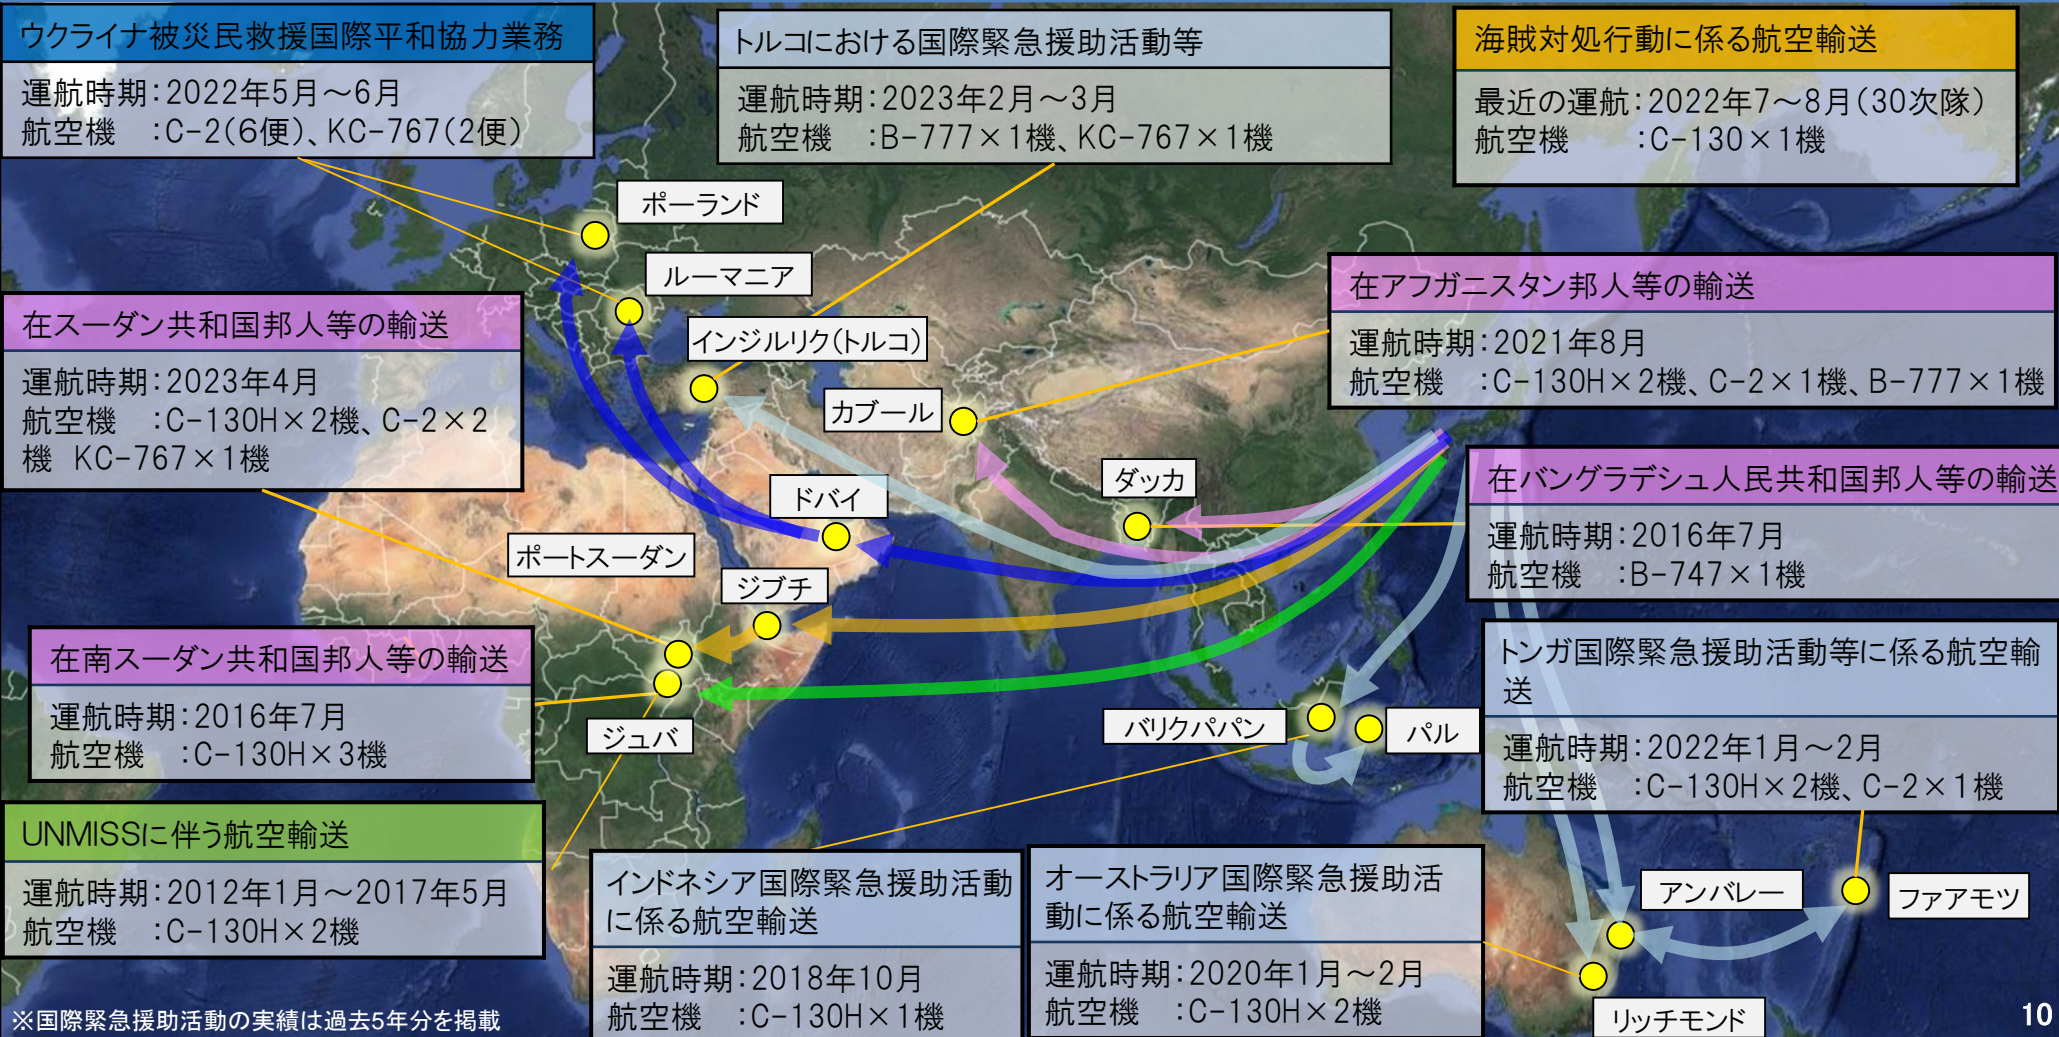 ウクライナ被災民救援国際平和協力業務
運航時期：2022年5月～6月
航空機　：C-2(6便)、KC-767(2便)
トルコにおける国際緊急援助活動等
運航時期：2023年2月～3月
航空機　：B-777×1機、KC-767×1機
海賊対処行動に係る航空輸送
最近の運航：2022年7～8月(30次隊)
航空機　　：C-130×1機
ポーランド
ルーマニア
インジルリク(トルコ)
カブール
在アフガニスタン邦人等の輸送
運航時期：2021年8月
航空機　：C-130H×2機、C-2×1機、B-777×1機
在スーダン共和国邦人等の輸送
運航時期：2023年4月
航空機　：C-130H×2機、C-2×2
機　KC-767×1機
ダッカ
ドバイ
在バングラデシュ人民共和国邦人等の輸送
運航時期：2016年7月
航空機　：B-747×1機
ポートスーダン
ジブチ
在南スーダン共和国邦人等の輸送
運航時期：2016年7月
航空機　：C-130H×3機
ジュバ
バリクパパン
パル
トンガ国際緊急援助活動等に係る航空輸
送
運航時期：2022年1月～2月
航空機　：C-130H×2機、C-2×1機
UNMISSに伴う航空輸送
運航時期：2012年1月～2017年5月
航空機　：C-130H×2機
インドネシア国際緊急援助活動
に係る航空輸送
運航時期：2018年10月
航空機　：C-130H×1機
オーストラリア国際緊急援助活
動に係る航空輸送
運航時期：2020年1月～2月
航空機　：C-130H×2機
アンバレー
ファアモツ
リッチモンド
※国際緊急援助活動の実績は過去5年分を掲載
10